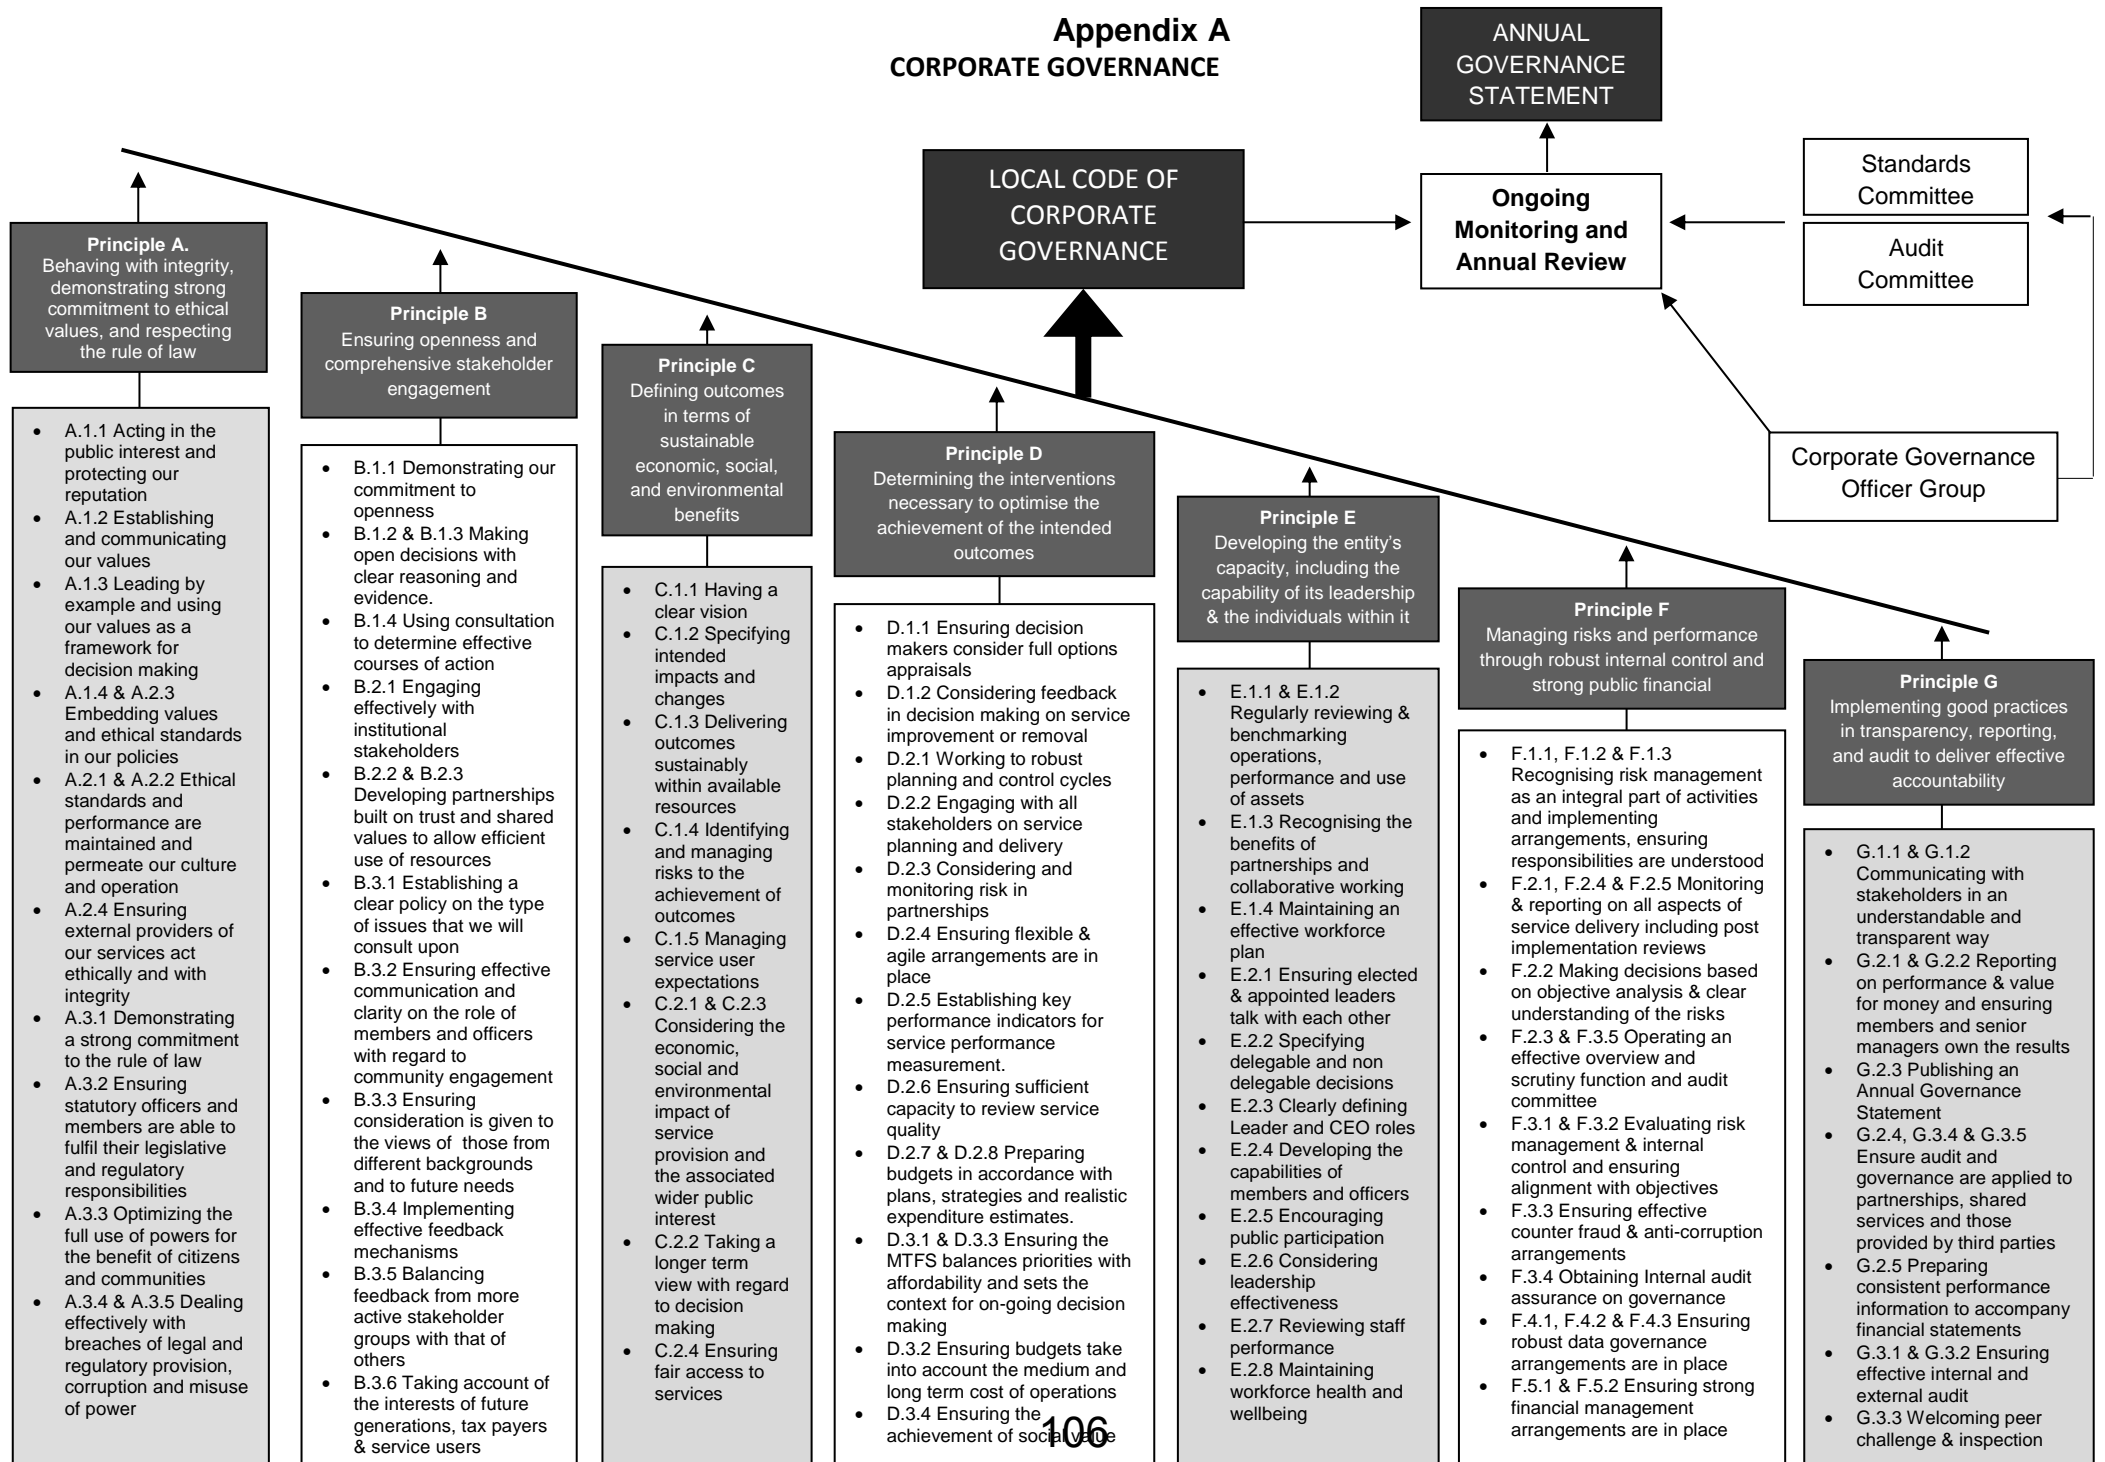 Appendix A
CORPORATE GOVERNANCE
ANNUAL
GOVERNANCE
STATEMENT
LOCAL CODE OF
CORPORATE
GOVERNANCE
Ongoing
Monitoring and
Annual Review
Standards
Committee
Audit
Committee
Corporate Governance
Officer Group
Principle A.
Behaving with integrity,
demonstrating strong
commitment to ethical
values, and respecting
the rule of law
• A.1.1 Acting in the
public interest and
protecting our
reputation
• A.1.2 Establishing
and communicating
our values
• A.1.3 Leading by
example and using
our values as a
framework for
decision making
• A.1.4 & A.2.3
Embedding values
and ethical standards
in our policies
• A.2.1 & A.2.2 Ethical
standards and
performance are
maintained and
permeate our culture
and operation
• A.2.4 Ensuring
external providers of
our services act
ethically and with
integrity
• A.3.1 Demonstrating
a strong commitment
to the rule of law
• A.3.2 Ensuring
statutory officers and
members are able to
fulfil their legislative
and regulatory
responsibilities
• A.3.3 Optimizing the
full use of powers for
the benefit of citizens
and communities
• A.3.4 & A.3.5 Dealing
effectively with
breaches of legal and
regulatory provision,
corruption and misuse
of power
Principle B
Ensuring openness and
comprehensive stakeholder
engagement
• B.1.1 Demonstrating our
commitment to
openness
• B.1.2 & B.1.3 Making
open decisions with
clear reasoning and
evidence.
• B.1.4 Using consultation
to determine effective
courses of action
• B.2.1 Engaging
effectively with
institutional
stakeholders
• B.2.2 & B.2.3
Developing partnerships
built on trust and shared
values to allow efficient
use of resources
• B.3.1 Establishing a
clear policy on the type
of issues that we will
consult upon
• B.3.2 Ensuring effective
communication and
clarity on the role of
members and officers
with regard to
community engagement
• B.3.3 Ensuring
consideration is given to
the views of those from
different backgrounds
and to future needs
• B.3.4 Implementing
effective feedback
mechanisms
• B.3.5 Balancing
feedback from more
active stakeholder
groups with that of
others
• B.3.6 Taking account of
the interests of future
generations, tax payers
& service users
Principle C
Defining outcomes
in terms of
sustainable
economic, social,
and environmental
benefits
• C.1.1 Having a
clear vision
• C.1.2 Specifying
intended
impacts and
changes
• C.1.3 Delivering
outcomes
sustainably
within available
resources
• C.1.4 Identifying
and managing
risks to the
achievement of
outcomes
• C.1.5 Managing
service user
expectations
• C.2.1 & C.2.3
Considering the
economic,
social and
environmental
impact of
service
provision and
the associated
wider public
interest
• C.2.2 Taking a
longer term
view with regard
to decision
making
• C.2.4 Ensuring
fair access to
services
Principle D
Determining the interventions
necessary to optimise the
achievement of the intended
outcomes
• D.1.1 Ensuring decision
makers consider full options
appraisals
• D.1.2 Considering feedback
in decision making on service
improvement or removal
• D.2.1 Working to robust
planning and control cycles
• D.2.2 Engaging with all
stakeholders on service
planning and delivery
• D.2.3 Considering and
monitoring risk in
partnerships
• D.2.4 Ensuring flexible &
agile arrangements are in
place
• D.2.5 Establishing key
performance indicators for
service performance
measurement.
• D.2.6 Ensuring sufficient
capacity to review service
quality
• D.2.7 & D.2.8 Preparing
budgets in accordance with
plans, strategies and realistic
expenditure estimates.
• D.3.1 & D.3.3 Ensuring the
MTFS balances priorities with
affordability and sets the
context for on-going decision
making
• D.3.2 Ensuring budgets take
into account the medium and
long term cost of operations
• D.3.4 Ensuring the
achievement of social value
Principle E
Developing the entity’s
capacity, including the
capability of its leadership
& the individuals within it
• E.1.1 & E.1.2
Regularly reviewing &
benchmarking
operations,
performance and use
of assets
• E.1.3 Recognising the
benefits of
partnerships and
collaborative working
• E.1.4 Maintaining an
effective workforce
plan
• E.2.1 Ensuring elected
& appointed leaders
talk with each other
• E.2.2 Specifying
delegable and non
delegable decisions
• E.2.3 Clearly defining
Leader and CEO roles
• E.2.4 Developing the
capabilities of
members and officers
• E.2.5 Encouraging
public participation
• E.2.6 Considering
leadership
effectiveness
• E.2.7 Reviewing staff
performance
• E.2.8 Maintaining
workforce health and
wellbeing
Principle F
Managing risks and performance
through robust internal control and
strong public financial
• F.1.1, F.1.2 & F.1.3
Recognising risk management
as an integral part of activities
and implementing
arrangements, ensuring
responsibilities are understood
• F.2.1, F.2.4 & F.2.5 Monitoring
& reporting on all aspects of
service delivery including post
implementation reviews
• F.2.2 Making decisions based
on objective analysis & clear
understanding of the risks
• F.2.3 & F.3.5 Operating an
effective overview and
scrutiny function and audit
committee
• F.3.1 & F.3.2 Evaluating risk
management & internal
control and ensuring
alignment with objectives
• F.3.3 Ensuring effective
counter fraud & anti-corruption
arrangements
• F.3.4 Obtaining Internal audit
assurance on governance
• F.4.1, F.4.2 & F.4.3 Ensuring
robust data governance
arrangements are in place
• F.5.1 & F.5.2 Ensuring strong
financial management
arrangements are in place
Principle G
Implementing good practices
in transparency, reporting,
and audit to deliver effective
accountability
• G.1.1 & G.1.2
Communicating with
stakeholders in an
understandable and
transparent way
• G.2.1 & G.2.2 Reporting
on performance & value
for money and ensuring
members and senior
managers own the results
• G.2.3 Publishing an
Annual Governance
Statement
• G.2.4, G.3.4 & G.3.5
Ensure audit and
governance are applied to
partnerships, shared
services and those
provided by third parties
• G.2.5 Preparing
consistent performance
information to accompany
financial statements
• G.3.1 & G.3.2 Ensuring
effective internal and
external audit
• G.3.3 Welcoming peer
challenge & inspection
106